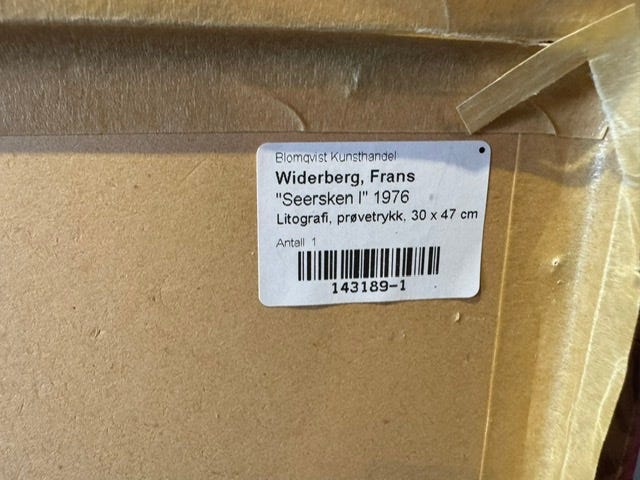 Blomqvist Kunsthandel
Widerberg, Frans
"Seersken I" 1976
Litografi, prøvetrykk, 30 x 47 cm
Antall 1
143189-1